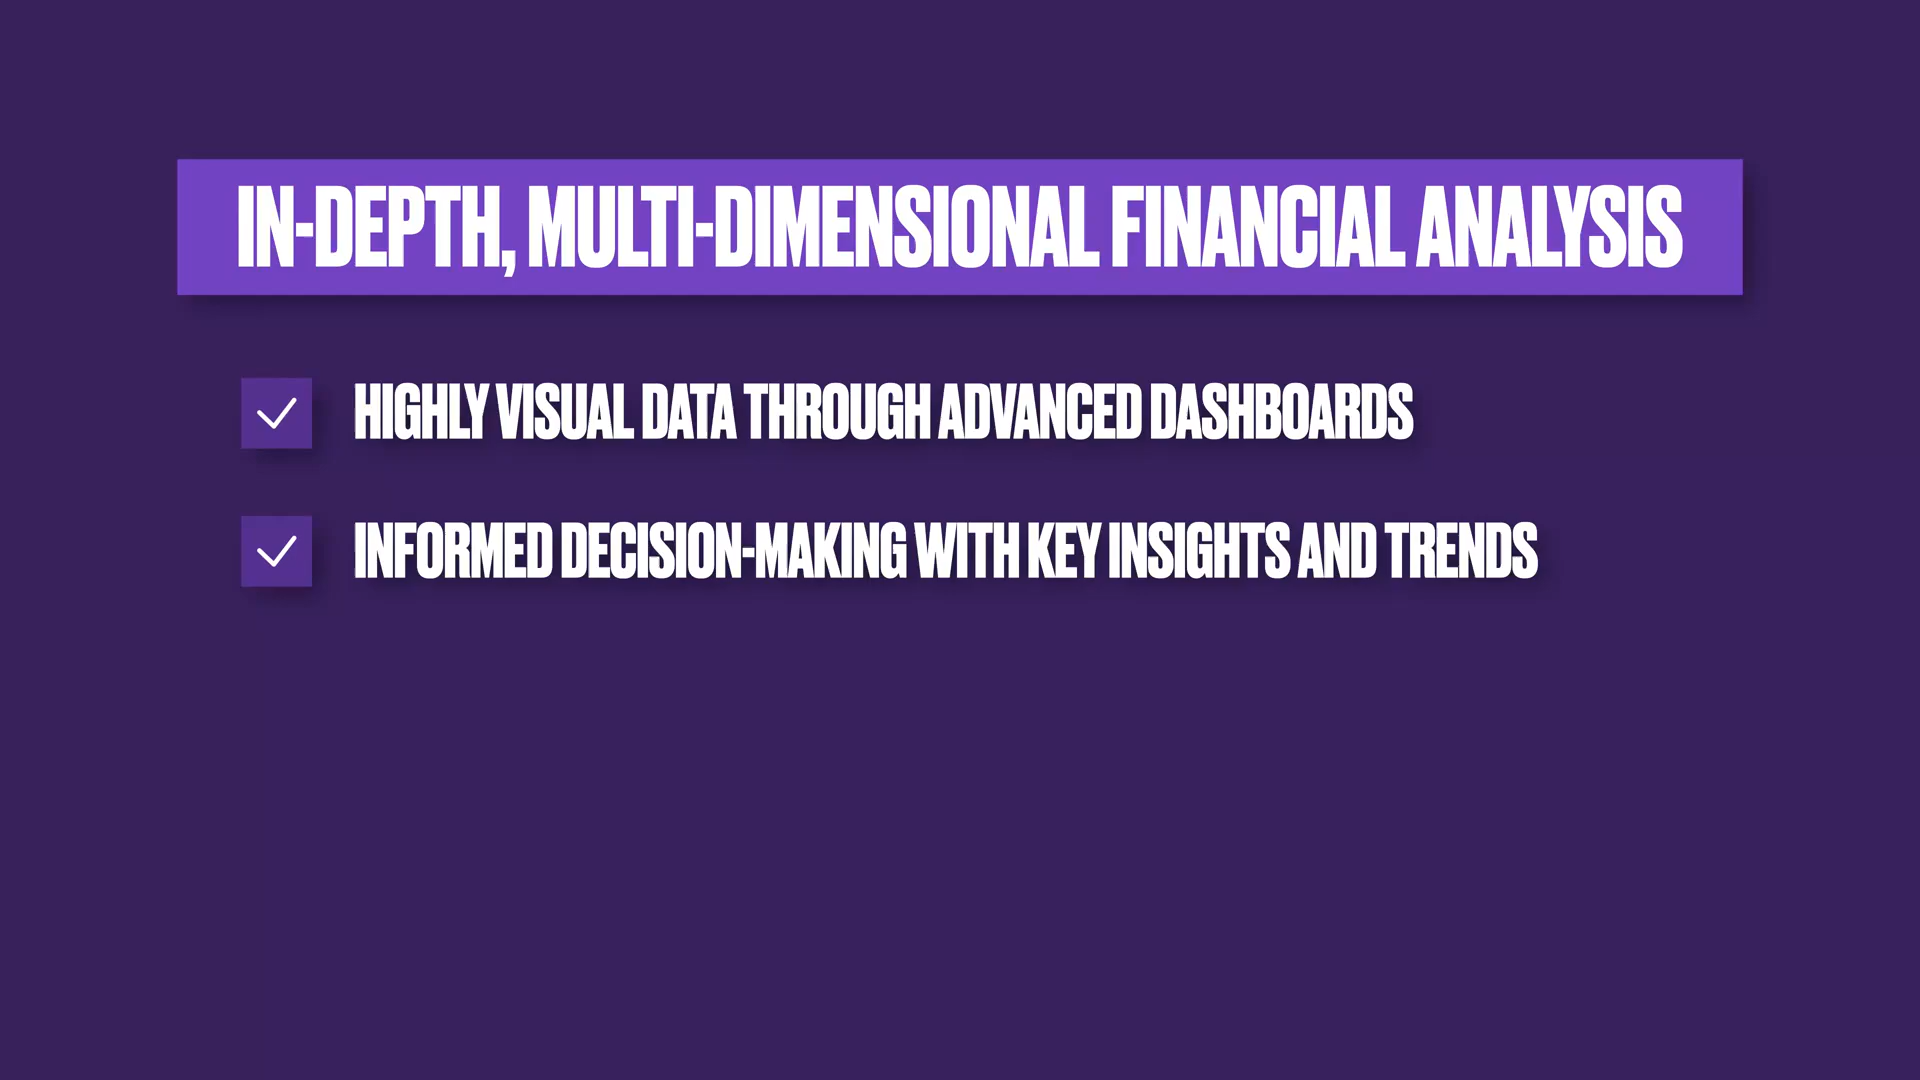 IN-DEPTH, MULTI-DIMENSIONAL FINANCIAL ANALYSIS
HIGHLY VISUAL DATA THROUGH ADVANCED DASHBOARDS
INFORMED DECISION-MAKING WITH KEY INSIGHTS AND TRENDS